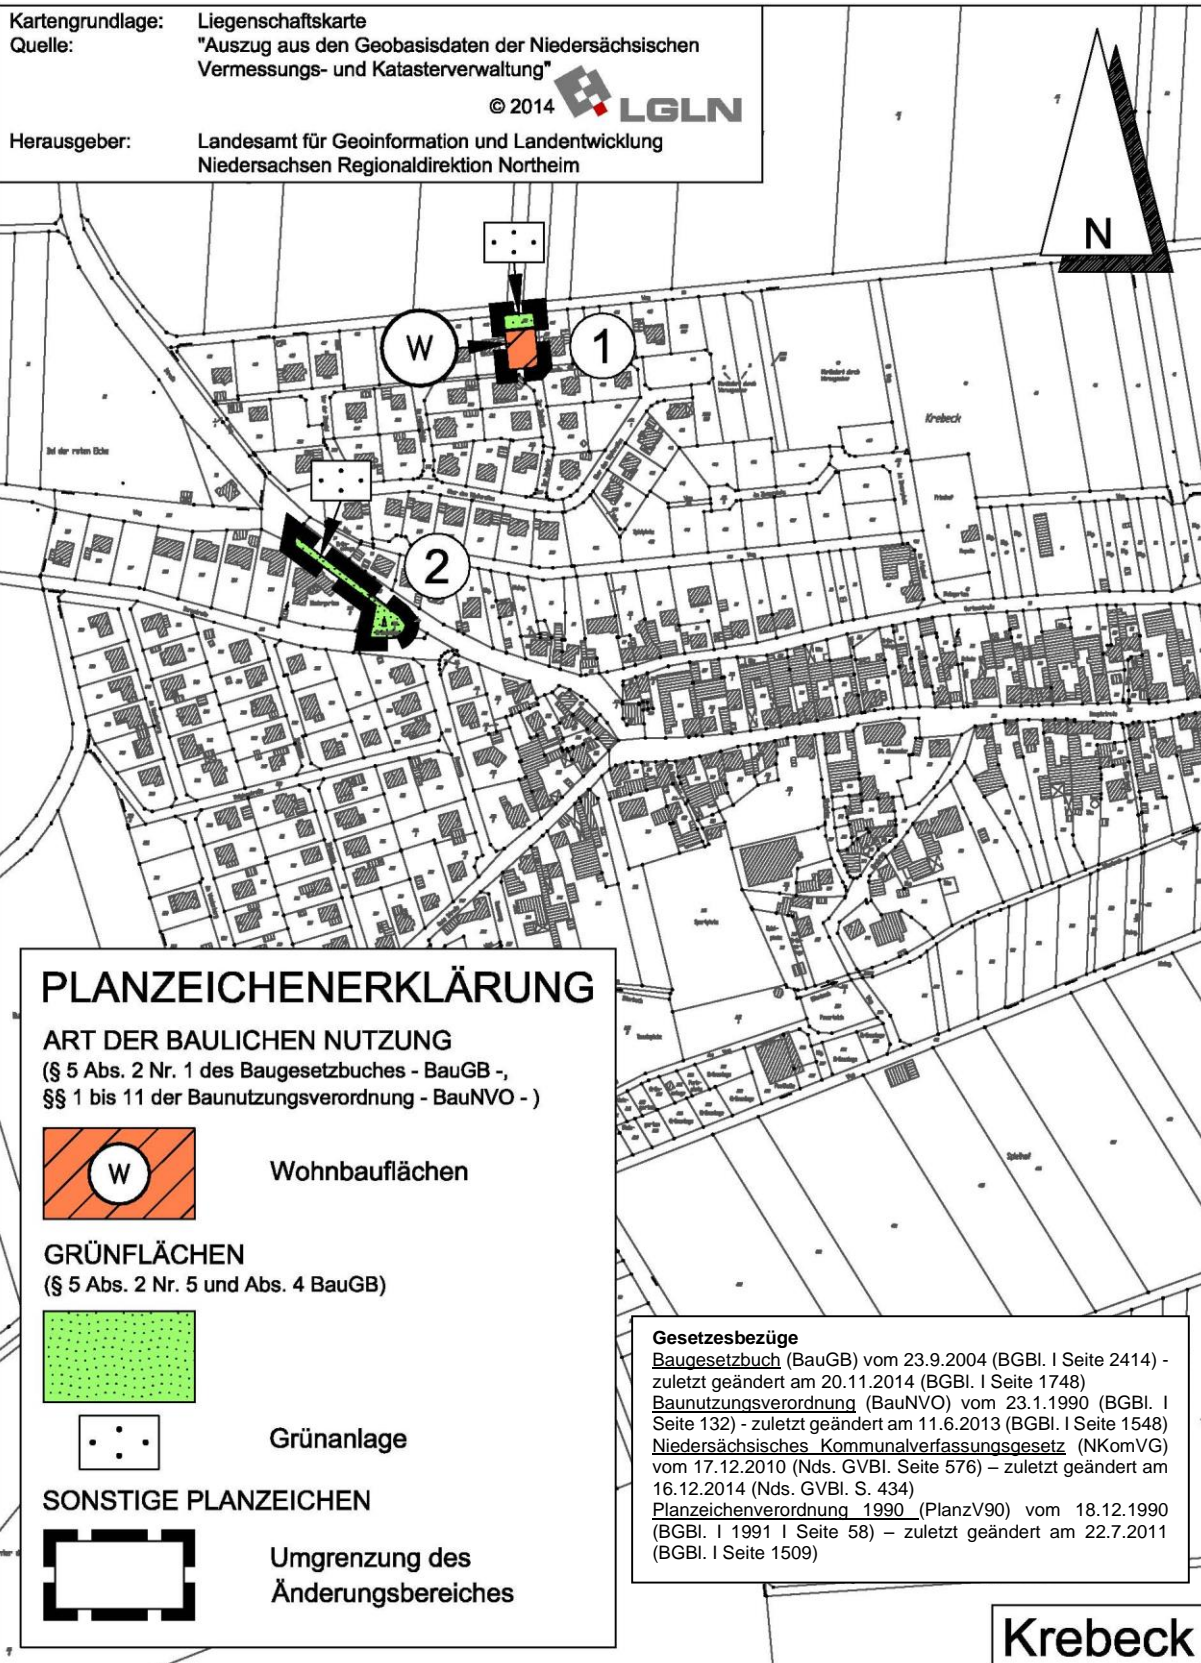 Kartengrundlage: Liegenschaftskarte
Quelle: "Auszug aus den Geobasisdaten der Niedersächsischen
Vermessungs- und Katasterverwaltung"
© 2014 LGLN
Herausgeber: Landesamt für Geoinformation und Landentwicklung
Niedersachsen Regionaldirektion Northeim
N
W
1
Krebeck
Bei der roten Eiche
2
Spielhof
PLANZEICHENERKLÄRUNG
ART DER BAULICHEN NUTZUNG
(§ 5 Abs. 2 Nr. 1 des Baugesetzbuches - BauGB -,
§§ 1 bis 11 der Baunutzungsverordnung - BauNVO - )
W
Wohnbauflächen
GRÜNFLÄCHEN
(§ 5 Abs. 2 Nr. 5 und Abs. 4 BauGB)
Grünanlage
SONSTIGE PLANZEICHEN
Umgrenzung des
Änderungsbereiches
Gesetzesbezüge
Baugesetzbuch (BauGB) vom 23.9.2004 (BGBl. I Seite 2414) -
zuletzt geändert am 20.11.2014 (BGBl. I Seite 1748)
Baunutzungsverordnung (BauNVO) vom 23.1.1990 (BGBl. I
Seite 132) - zuletzt geändert am 11.6.2013 (BGBl. I Seite 1548)
Niedersächsisches Kommunalverfassungsgesetz (NKomVG)
vom 17.12.2010 (Nds. GVBl. Seite 576) – zuletzt geändert am
16.12.2014 (Nds. GVBl. S. 434)
Planzeichenverordnung 1990 (PlanzV90) vom 18.12.1990
(BGBl. I 1991 I Seite 58) – zuletzt geändert am 22.7.2011
(BGBl. I Seite 1509)
Krebeck